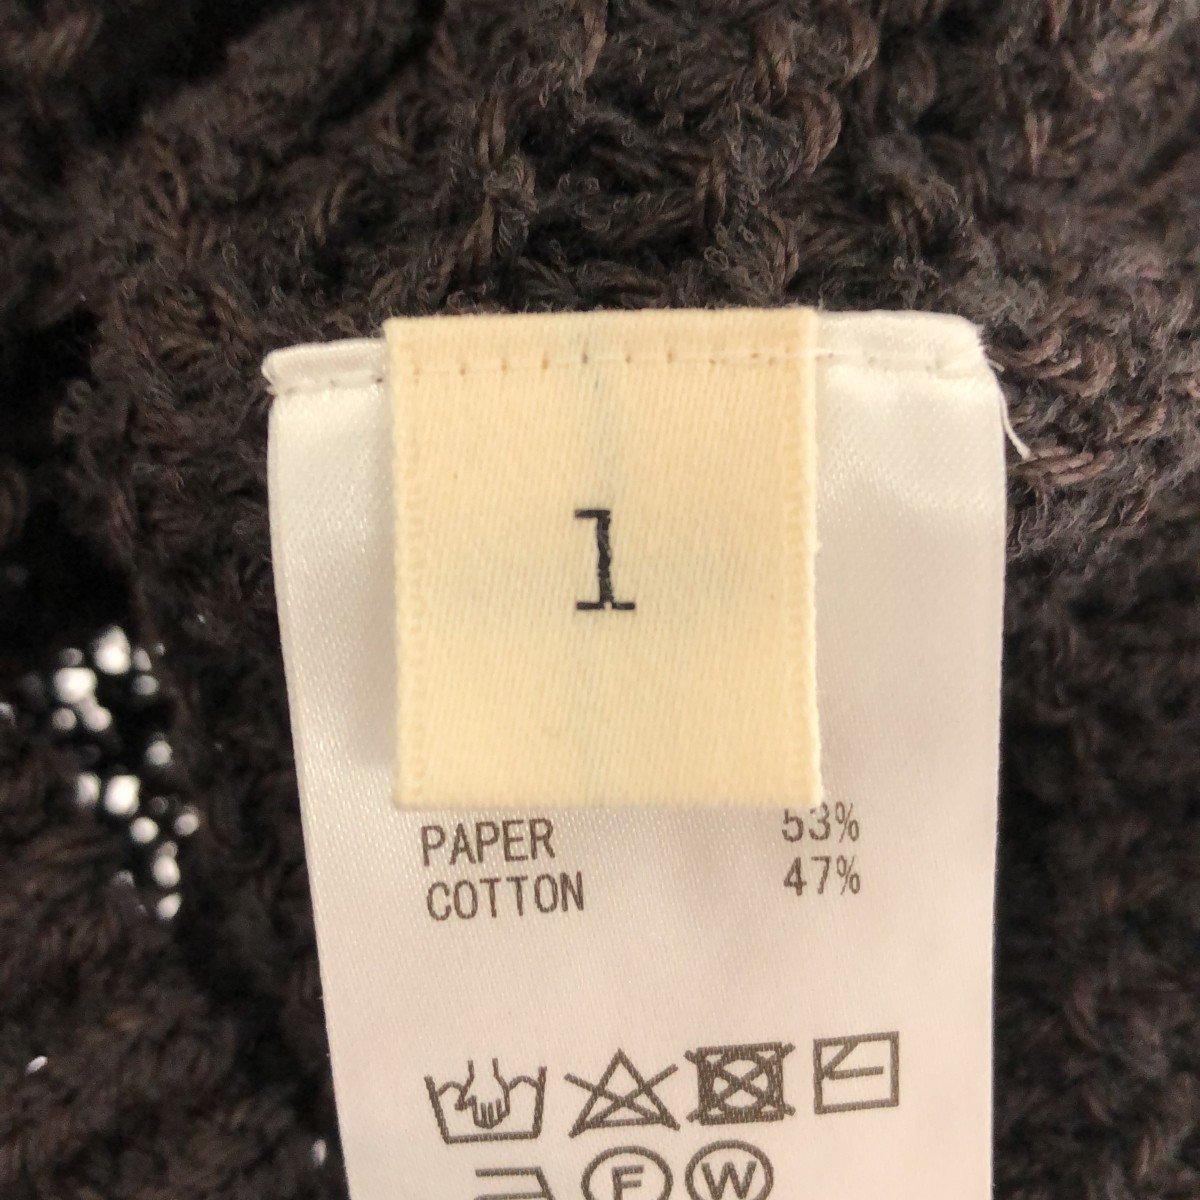 1
PAPER 53%
COTTON 47%
F W